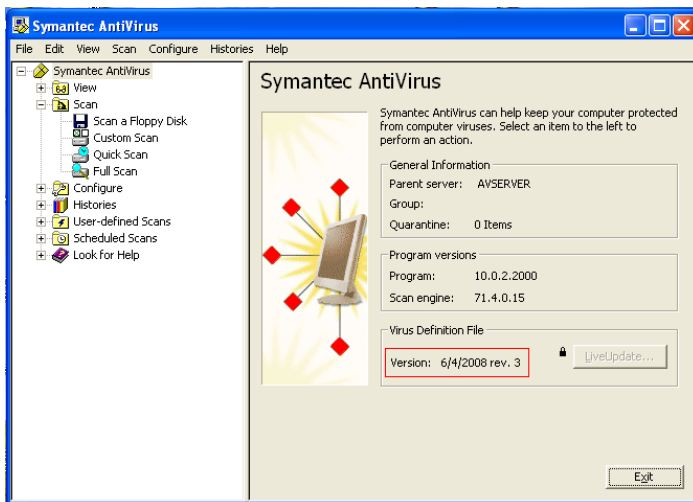 Symantec AntiVirus
File Edit View Scan Configure Histories Help
Symantec AntiVirus
View
Scan
Scan a Floppy Disk
Custom Scan
Quick Scan
Full Scan
Configure
Histories
User-defined Scans
Scheduled Scans
Look for Help
Symantec AntiVirus
Symantec AntiVirus can help keep your computer protected
from computer viruses. Select an item to the left to
perform an action.
General Information
Parent server: AVSERVER
Group:
Quarantine: 0 Items
Program versions
Program: 10.0.2.2000
Scan engine: 71.4.0.15
Virus Definition File
Version: 6/4/2008 rev. 3
LiveUpdate...
Exit